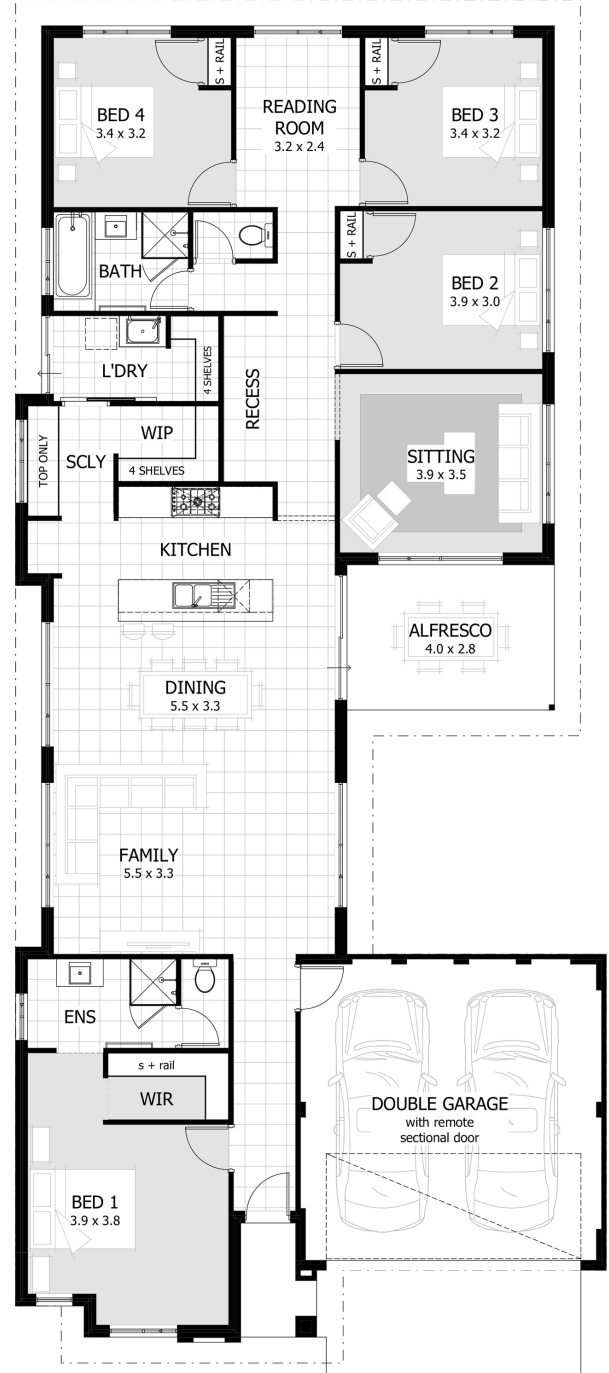 S + RAIL
S + RAIL
BED 4
3.4 x 3.2
READING
ROOM
3.2 x 2.4
BED 3
3.4 x 3.2
BATH
S + RAIL
BED 2
3.9 x 3.0
L'DRY
4 SHELVES
RECESS
WIP
SCLY
TOP ONLY
4 SHELVES
SITTING
3.9 x 3.5
KITCHEN
ALFRESCO
4.0 x 2.8
DINING
5.5 x 3.3
FAMILY
5.5 x 3.3
ENS
s + rail
WIR
DOUBLE GARAGE
with remote
sectional door
BED 1
3.9 x 3.8